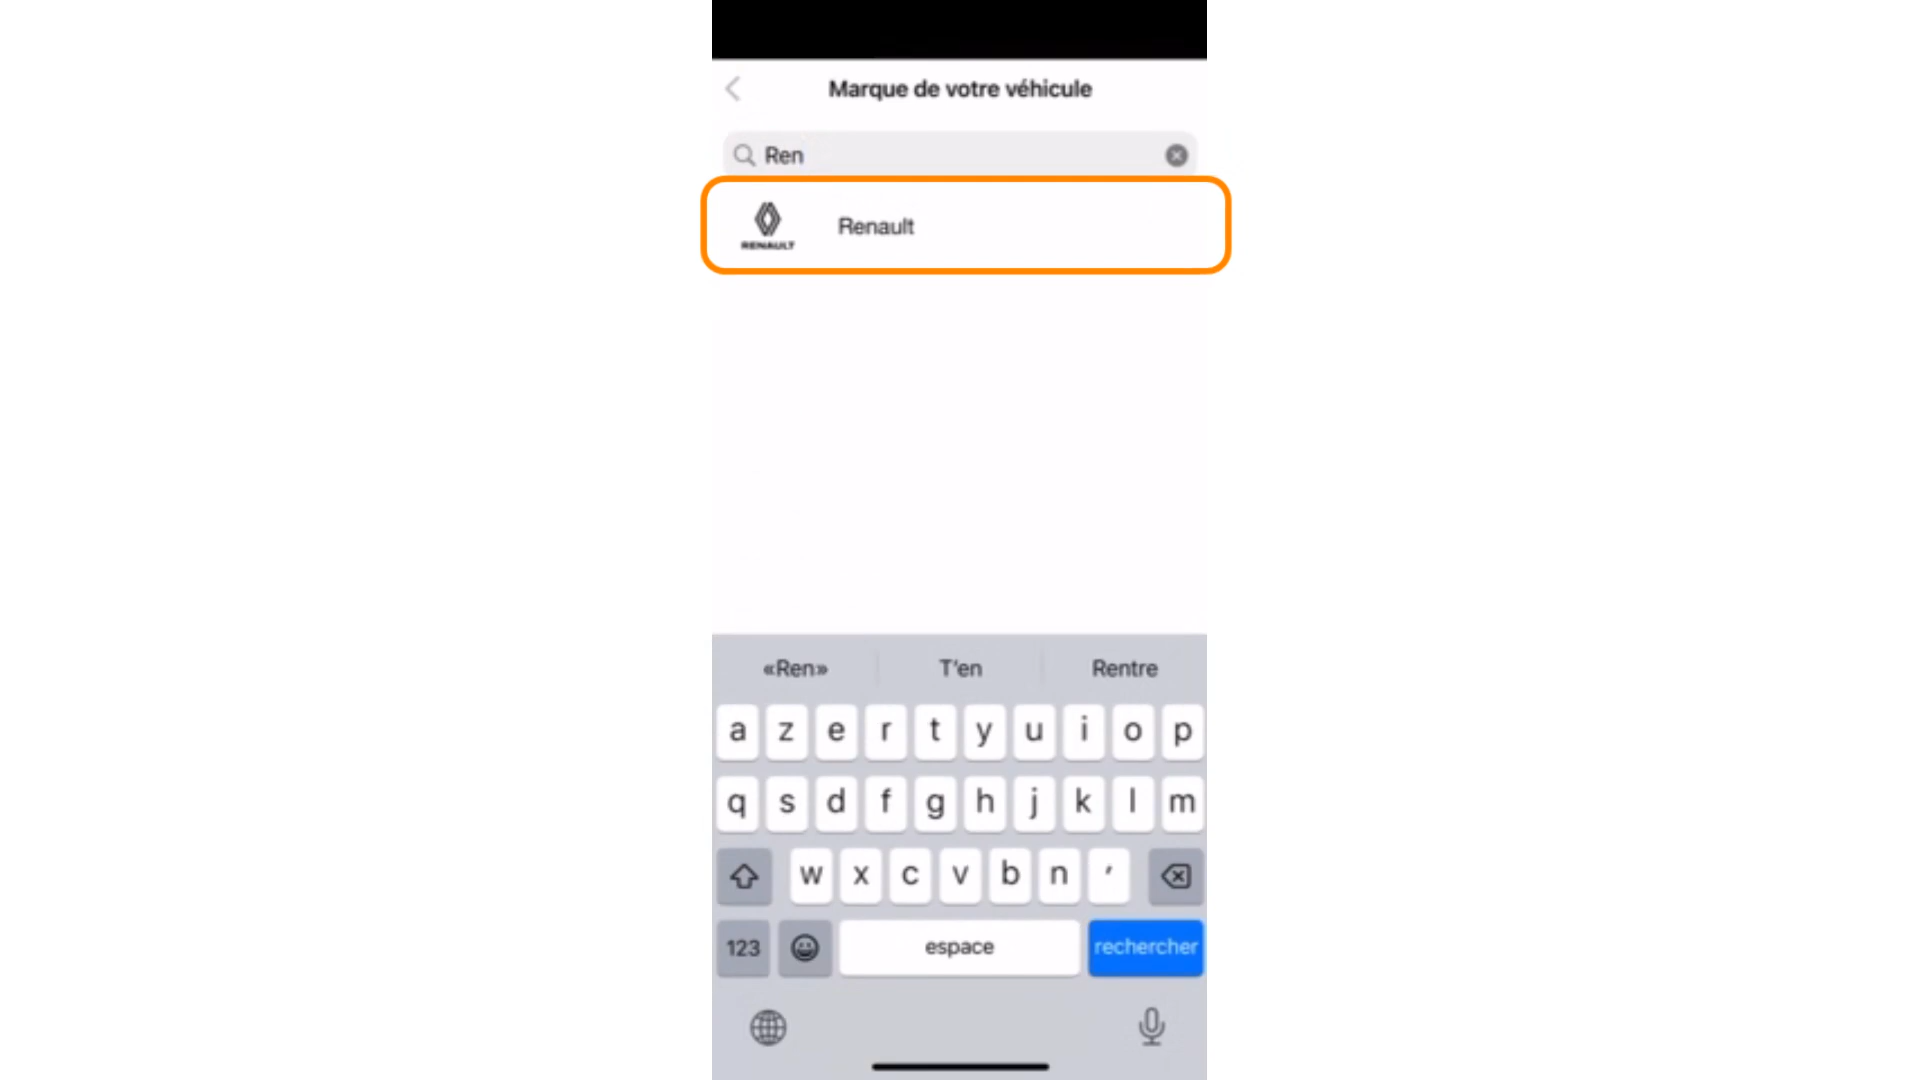 Marque de votre véhicule
Ren
RENAULT
Renault
«Ren» T'en Rentre
a z e r t y u i o p
q s d f g h j k l m
w x c v b n ′
123 espace rechercher